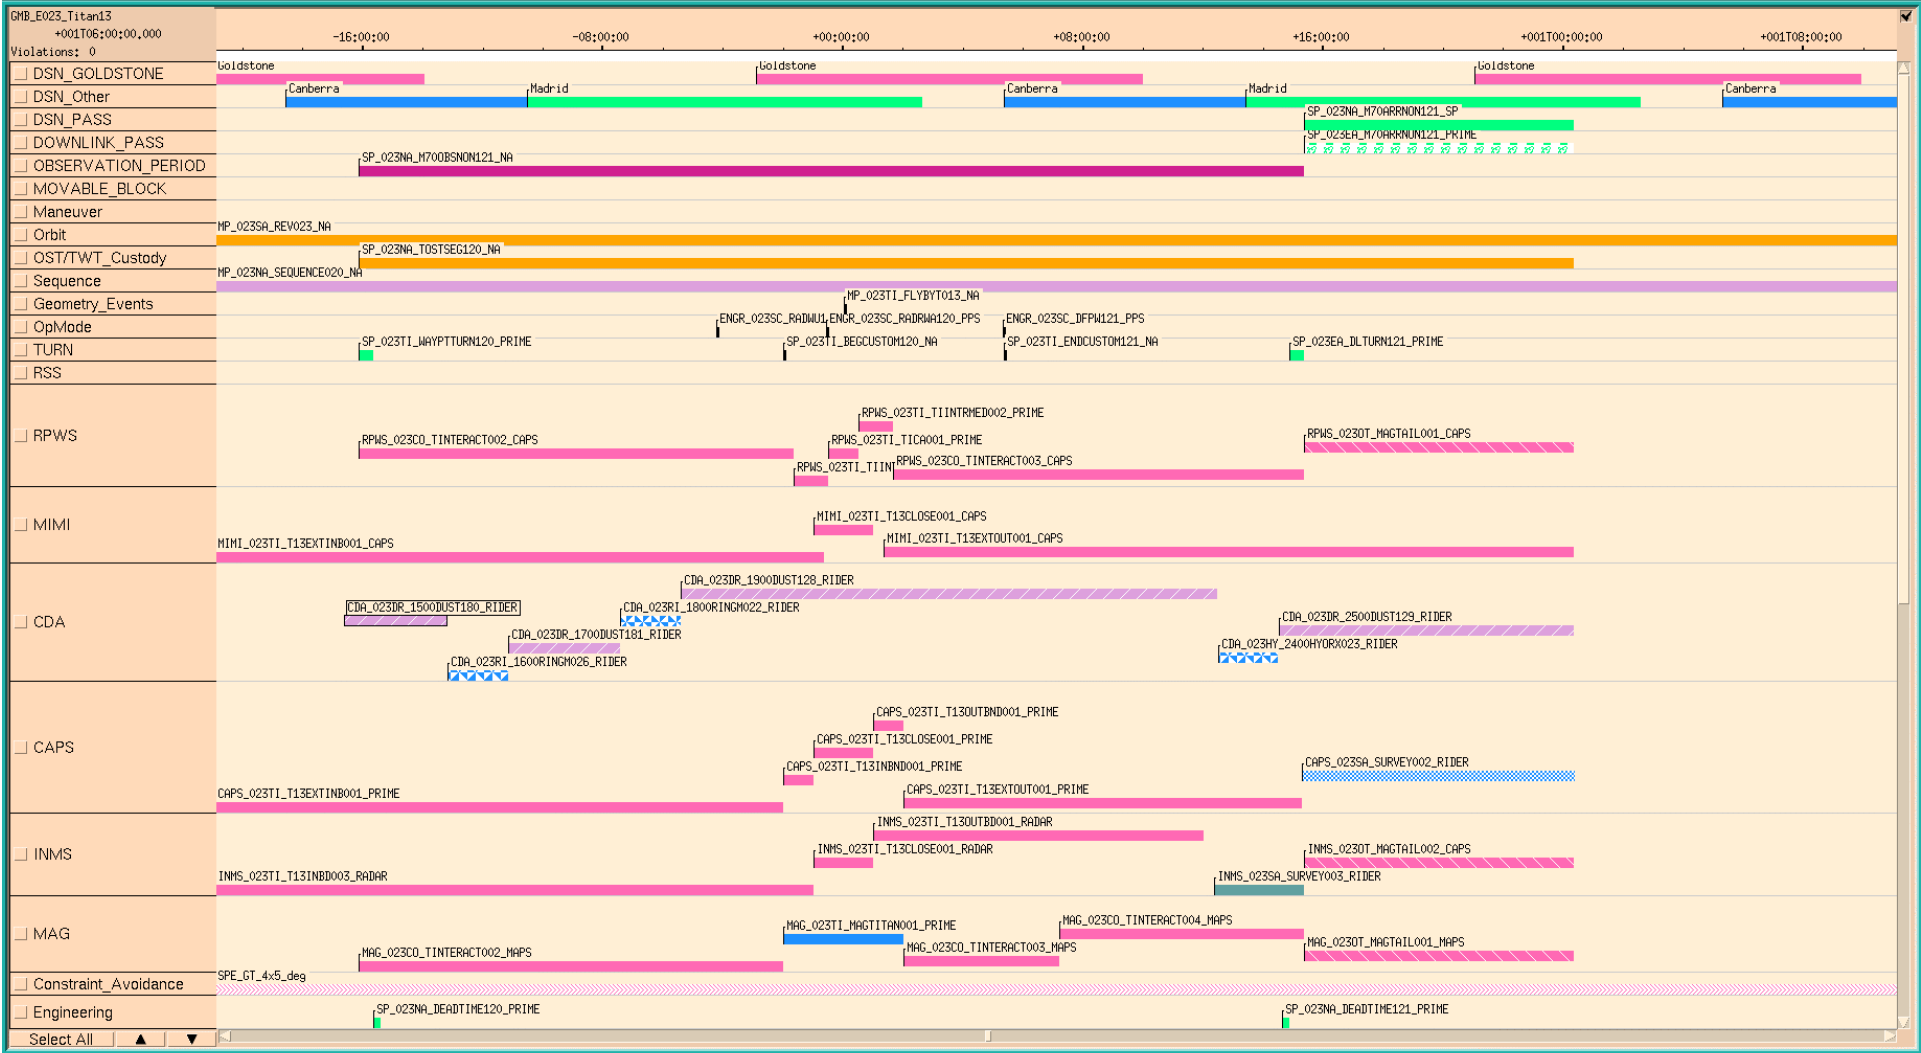 GMB_E023_Titan13
+001T06:00:00.000
Violations: 0
-16:00:00 -08:00:00 +00:00:00 +08:00:00 +16:00:00 +001T00:00:00 +001T08:00:00
DSN_GOLDSTONE
Goldstone Goldstone Goldstone
DSN_Other
Canberra Madrid Canberra Madrid Canberra
DSN_PASS
SP_023NA_M70ARRNON121_SP
DOWNLINK_PASS
SP_023EA_M70ARRNON121_PRIME
OBSERVATION_PERIOD
SP_023NA_M70OBSNON121_NA
MOVABLE_BLOCK
Maneuver
Orbit
MP_023SA_REV023_NA
OST/TWT_Custody
SP_023NA_TOSTSEG120_NA
Sequence
MP_023NA_SEQUENCE020_NA
Geometry_Events
MP_023TI_FLYBYT013_NA
OpMode
ENGR_023SC_RADWU1 ENGR_023SC_RADRWA120_PPS ENGR_023SC_DFPW121_PPS
TURN
SP_023TI_WAYPTTURN120_PRIME SP_023TI_BEGCUSTOM120_NA SP_023TI_ENDCUSTOM121_NA SP_023EA_DLTURN121_PRIME
RSS
RPWS
RPWS_023TI_TIINTRMED002_PRIME
RPWS_023CO_TINTERACT002_CAPS RPWS_023TI_TICA001_PRIME RPWS_023OT_MAGTAIL001_CAPS
RPWS_023TI_TIIN RPWS_023CO_TINTERACT003_CAPS
MIMI
MIMI_023TI_T13CLOSE001_CAPS
MIMI_023TI_T13EXTINB001_CAPS MIMI_023TI_T13EXTOUT001_CAPS
CDA
CDA_023DR_1900DUST128_RIDER
CDA_023DR_1500DUST180_RIDER CDA_023RI_1800RINGM022_RIDER CDA_023DR_2500DUST129_RIDER
CDA_023DR_1700DUST181_RIDER CDA_023HY_2400HYORX023_RIDER
CDA_023RI_1600RINGM026_RIDER
CAPS
CAPS_023TI_T13OUTBND001_PRIME
CAPS_023TI_T13CLOSE001_PRIME
CAPS_023TI_T13INBND001_PRIME CAPS_023SA_SURVEY002_RIDER
CAPS_023TI_T13EXTINB001_PRIME CAPS_023TI_T13EXTOUT001_PRIME
INMS
INMS_023TI_T13OUTBD001_RADAR
INMS_023TI_T13CLOSE001_RADAR INMS_023OT_MAGTAIL002_CAPS
INMS_023TI_T13INBD003_RADAR INMS_023SA_SURVEY003_RIDER
MAG
MAG_023TI_MAGTITAN001_PRIME MAG_023CO_TINTERACT004_MAPS
MAG_023CO_TINTERACT002_MAPS MAG_023CO_TINTERACT003_MAPS MAG_023OT_MAGTAIL001_MAPS
Constraint_Avoidance
SPE_GT_4x5_deg
Engineering
SP_023NA_DEADTIME120_PRIME SP_023NA_DEADTIME121_PRIME
Select All